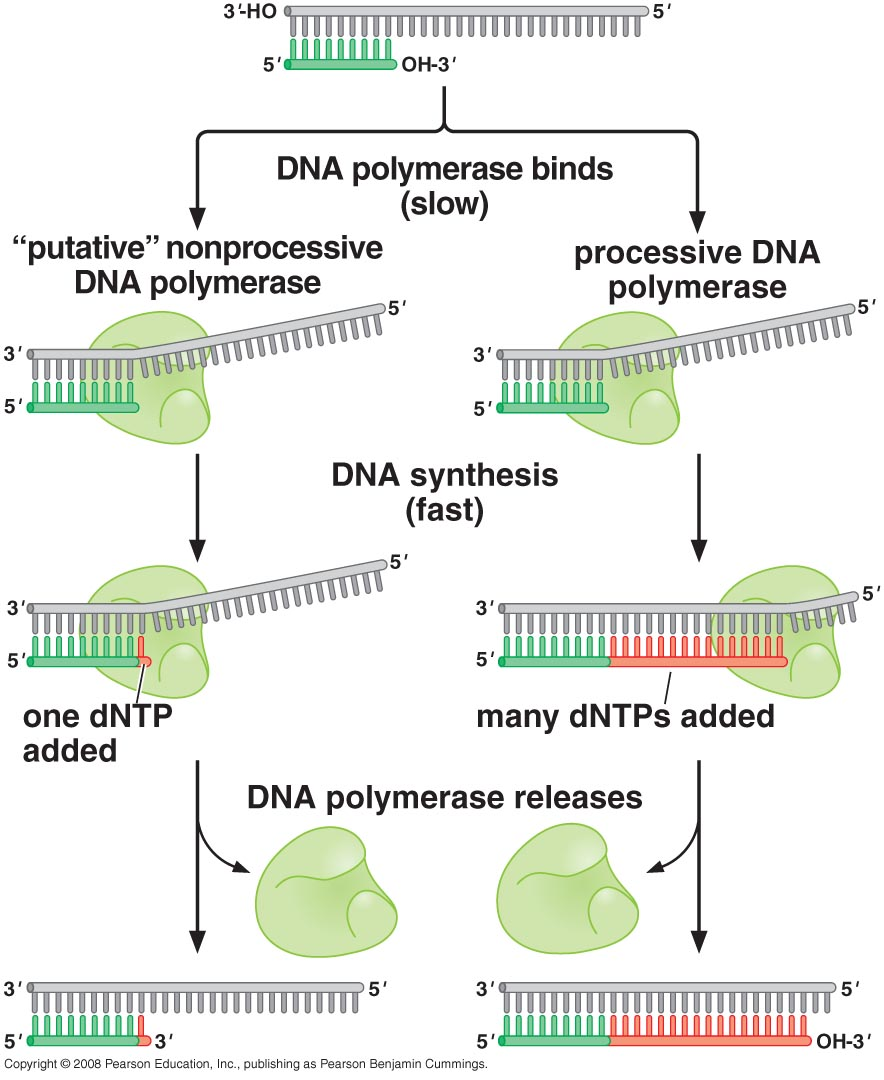 3′-HO 5′
5′ OH-3′
DNA polymerase binds
(slow)
“putative” nonprocessive
DNA polymerase
processive DNA
polymerase
5′ 5′
3′ 3′
5′ 5′
DNA synthesis
(fast)
5′ 5′
3′ 3′
5′ 5′
one dNTP
added
many dNTPs added
DNA polymerase releases
3′ 5′ 3′ 5′
5′ 3′ 5′ OH-3′
Copyright © 2008 Pearson Education, Inc., publishing as Pearson Benjamin Cummings.